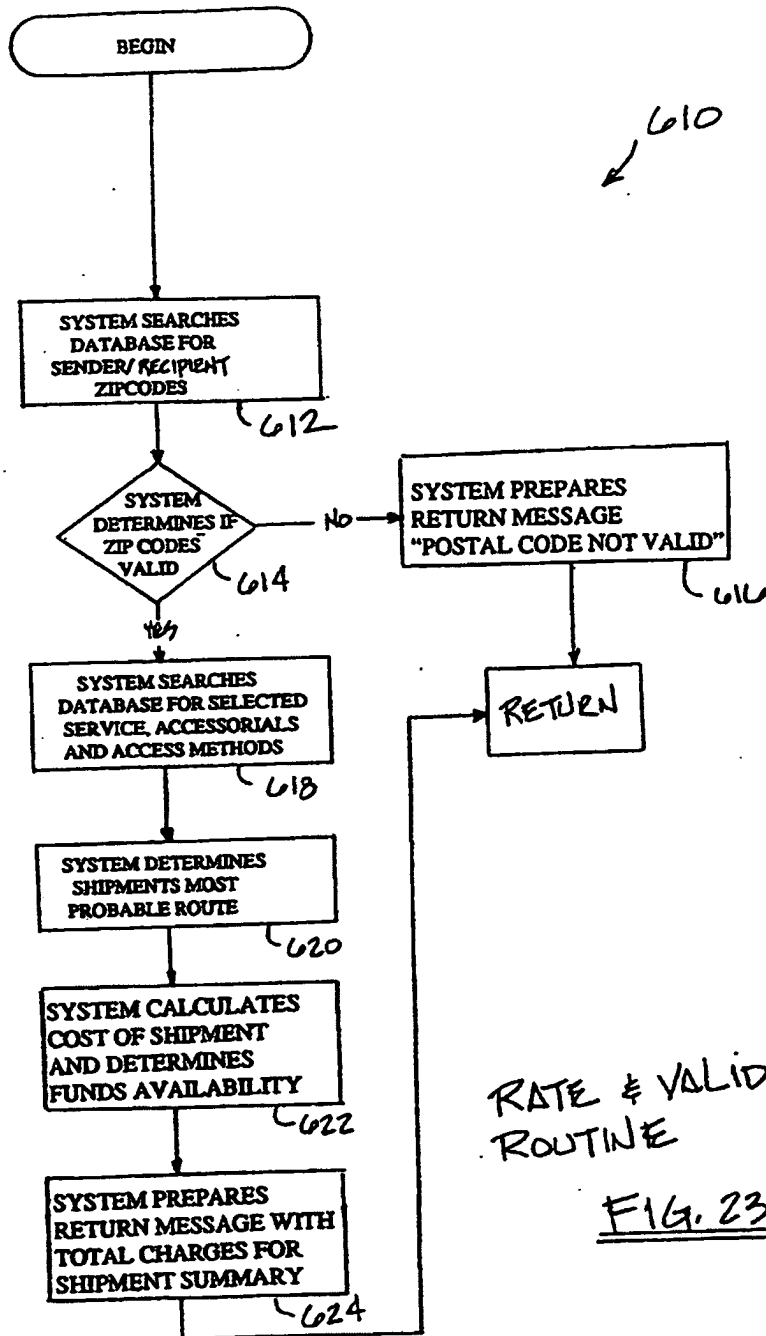 BEGIN
610
SYSTEM SEARCHES
DATABASE FOR
SENDER/RECIPIENT
ZIPCODES
612
SYSTEM
DETERMINES IF
ZIP CODES
VALID
614
NO
SYSTEM PREPARES
RETURN MESSAGE
"POSTAL CODE NOT VALID"
616
yes
SYSTEM SEARCHES
DATABASE FOR SELECTED
SERVICE, ACCESSORIALS
AND ACCESS METHODS
618
RETURN
SYSTEM DETERMINES
SHIPMENTS MOST
PROBABLE ROUTE
620
SYSTEM CALCULATES
COST OF SHIPMENT
AND DETERMINES
FUNDS AVAILABILITY
622
RATE & VALID
ROUTINE
FIG. 23
SYSTEM PREPARES
RETURN MESSAGE WITH
TOTAL CHARGES FOR
SHIPMENT SUMMARY
624